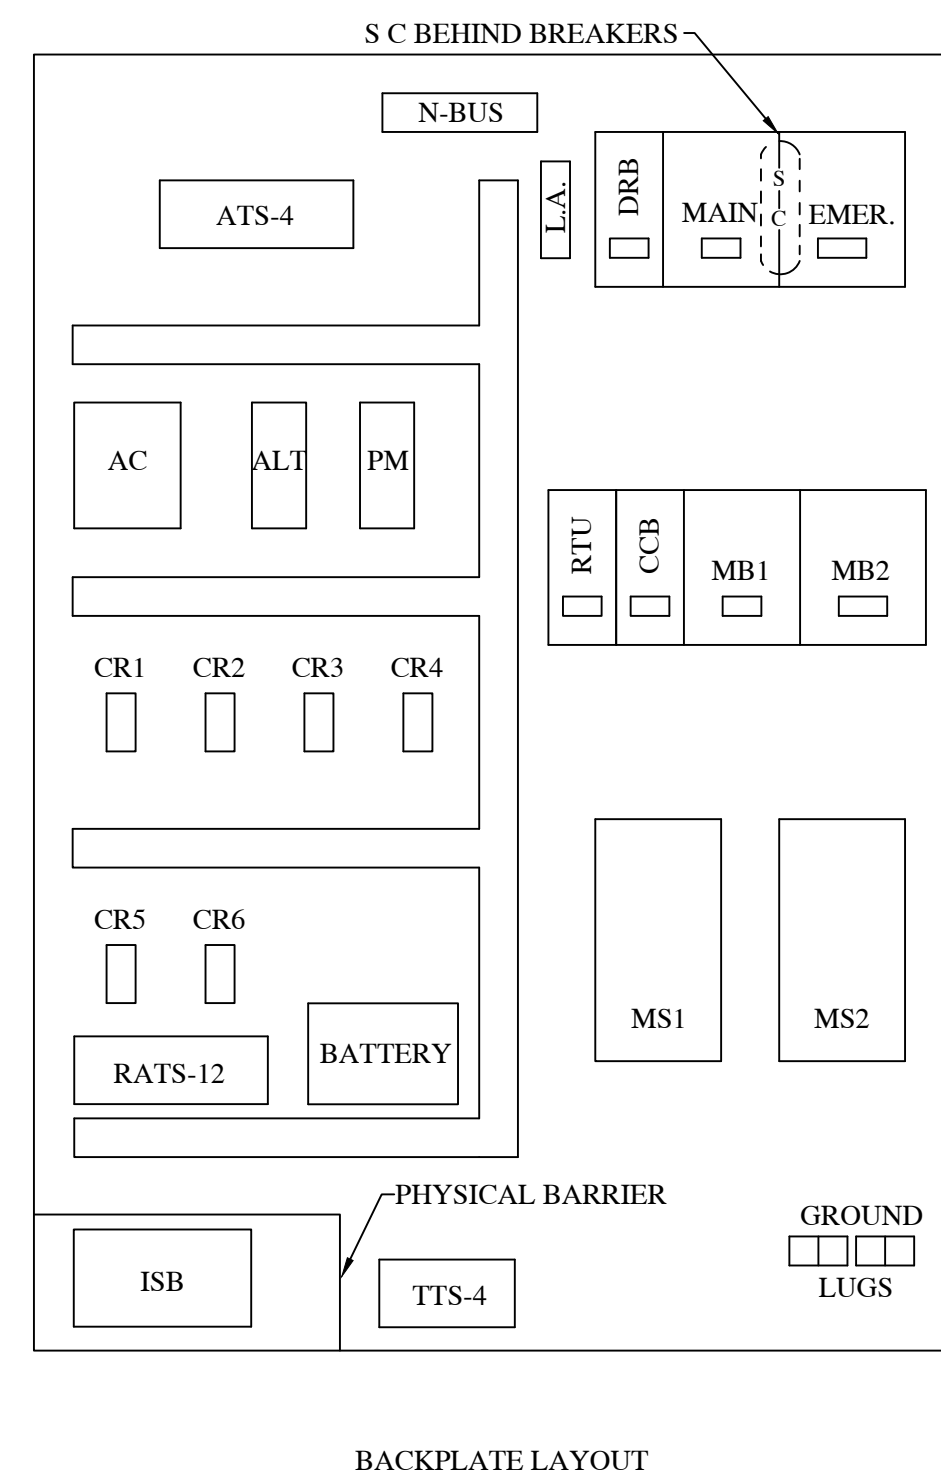 S C BEHIND BREAKERS
N-BUS
ATS-4
L.A.
DRB
MAIN
S
C
EMER.
AC
ALT
PM
RTU
CCB
MB1
MB2
CR1
CR2
CR3
CR4
CR5
CR6
RATS-12
BATTERY
MS1
MS2
PHYSICAL BARRIER
ISB
TTS-4
GROUND
LUGS
BACKPLATE LAYOUT